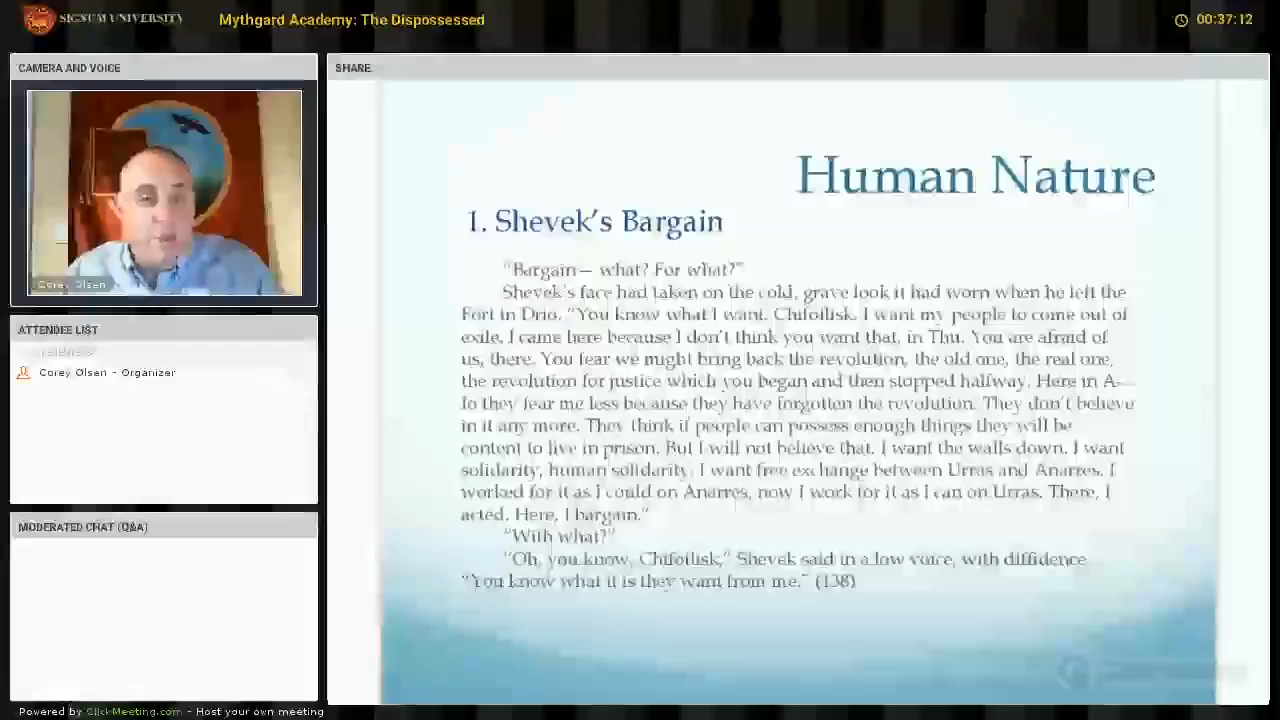 SIGNUM UNIVERSITY
Mythgard Academy: The Dispossessed
00:37:12
CAMERA AND VOICE
Corey Olsen
ATTENDEE LIST
Corey Olsen - Organizer
MODERATED CHAT (Q&A)
SHARE
Human Nature
1. Shevek's Bargain
"Bargain— what? For what?"
Shevek's face had taken on the cold, grave look it had worn when he left the
Fort in Drio. "You know what I want, Chifoilisk. I want my people to come out of
exile. I came here because I don't think you want that, in Thu. You are afraid of
us, there. You fear we might bring back the revolution, the old one, the real one,
the revolution for justice which you began and then stopped halfway. Here in A-
Io they fear me less because they have forgotten the revolution. They don't believe
in it any more. They think if people can possess enough things they will be
content to live in prison. But I will not believe that. I want the walls down. I want
solidarity, human solidarity. I want free exchange between Urras and Anarres. I
worked for it as I could on Anarres, now I work for it as I can on Urras. There, I
acted. Here, I bargain."
"With what?"
"Oh, you know, Chifoilisk," Shevek said in a low voice, with diffidence
"You know what it is they want from me." (138)
Powered by ClickMeeting.com - Host your own meeting